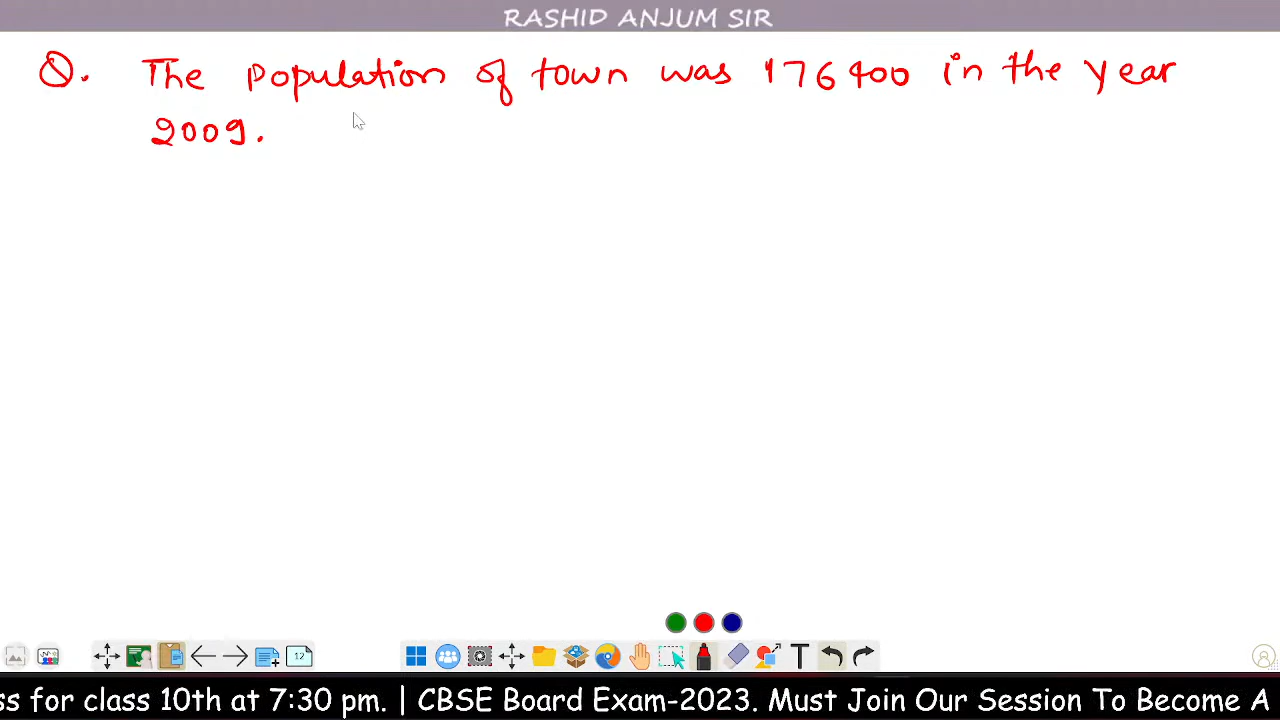 RASHID ANJUM SIR
Q. The population of town was 176400 in the year
2009.
12
T
ss for class 10th at 7:30 pm. | CBSE Board Exam-2023. Must Join Our Session To Become A